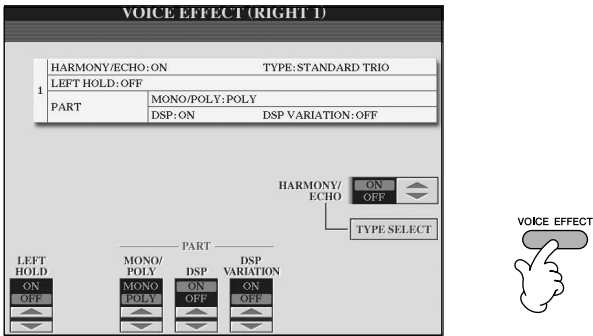 VOICE EFFECT (RIGHT 1)
HARMONY/ECHO: ON TYPE: STANDARD TRIO
1
LEFT HOLD: OFF
PART
MONO/POLY: POLY
DSP: ON DSP VARIATION: OFF
HARMONY/
ECHO
ON
OFF
TYPE SELECT
VOICE EFFECT
PART
LEFT
HOLD
ON
OFF
MONO/
POLY
MONO
POLY
DSP
ON
OFF
DSP
VARIATION
ON
OFF